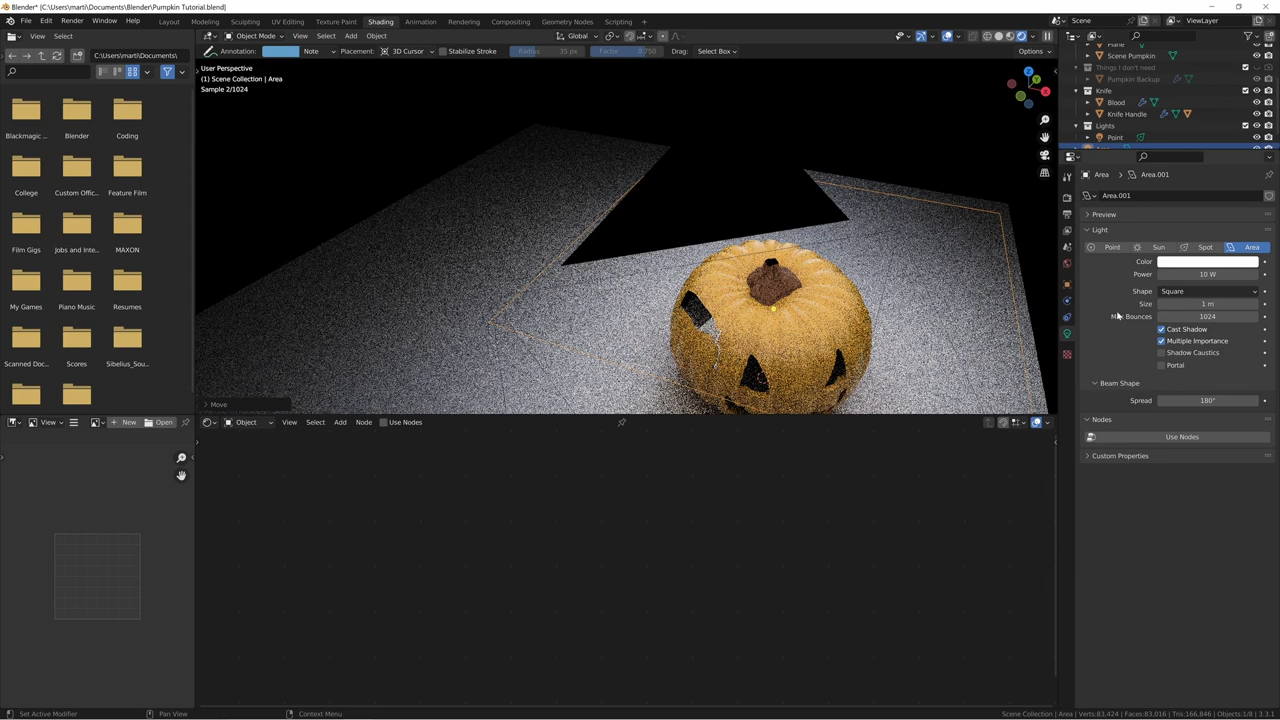 Blender* [C:\Users\marti\Documents\Blender\Pumpkin Tutorial.blend]
File Edit Render Window Help Layout Modeling Sculpting UV Editing Texture Paint Shading Animation Rendering Compositing Geometry Nodes Scripting + Scene ViewLayer
View Select Object Mode View Select Add Object Global
C:\Users\marti\Documents\
Annotation: Note Placement: 3D Cursor Stabilize Stroke Radius 35 px Factor 0.750 Drag: Select Box Options
User Perspective
(1) Scene Collection | Area
Sample 2/1024
Blackmagic ... Blender Coding
College Custom Offic... Feature Film
Film Gigs Jobs and Inte... MAXON
My Games Piano Music Resumes
Scanned Doc... Scores Sibelius_Sou...
Z
Y
X
Move
Plane
Scene Pumpkin
Things I don't need
Pumpkin Backup
Knife
Blood
Knife Handle
Lights
Point
Area > Area.001
Area.001
Preview
Light
Point Sun Spot Area
Color
Power 10 W
Shape Square
Size 1 m
Max Bounces 1024
Cast Shadow
Multiple Importance
Shadow Caustics
Portal
Beam Shape
Spread 180°
Nodes
Use Nodes
Custom Properties
View + New Open
Object View Select Add Node Use Nodes
Set Active Modifier Pan View Context Menu Scene Collection | Area | Verts:83,424 | Faces:83,016 | Tris:166,846 | Objects:1/8 | 3.3.1